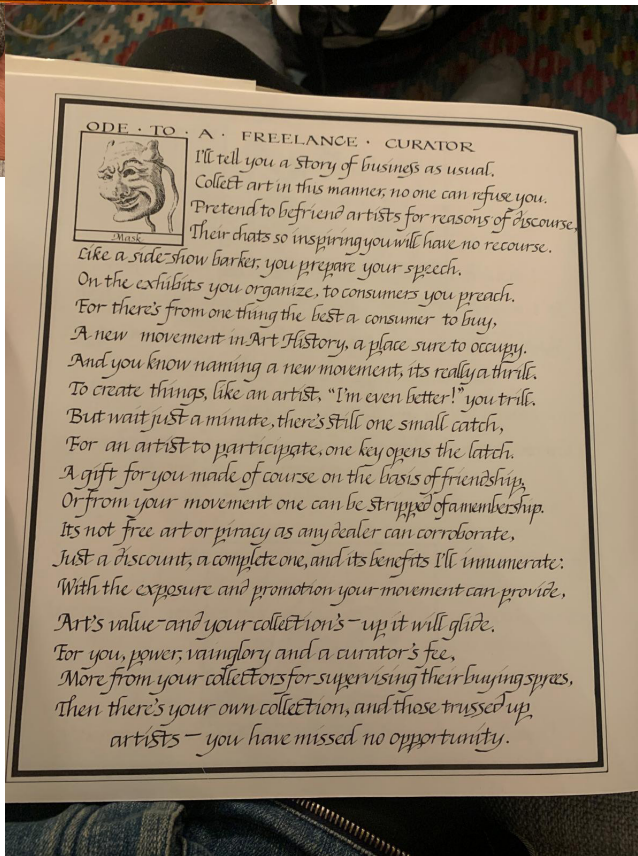 ODE · TO · A · FREELANCE · CURATOR
Mask
I'll tell you a story of business as usual.
Collect art in this manner, no one can refuse you.
Pretend to befriend artists for reasons of discourse,
Their chats so inspiring you will have no recourse.
Like a side-show barker, you prepare your speech.
On the exhibits you organize, to consumers you preach.
For there's from one thing the best a consumer to buy,
A new movement in Art History, a place sure to occupy.
And you know naming a new movement, its really a thrill.
To create things, like an artist, "I'm even better!" you trill.
But wait just a minute, there's still one small catch,
For an artist to participate, one key opens the latch.
A gift for you made of course on the basis of friendship,
Or from your movement one can be stripped of a membership.
Its not free art or piracy as any dealer can corroborate,
Just a discount, a complete one, and its benefits I'll innumerate:
With the exposure and promotion your movement can provide,
Art's value – and your collection's – up it will glide.
For you, power, vainglory and a curator's fee,
More from your collectors for supervising their buying sprees,
Then there's your own collection, and those trussed up
artists – you have missed no opportunity.